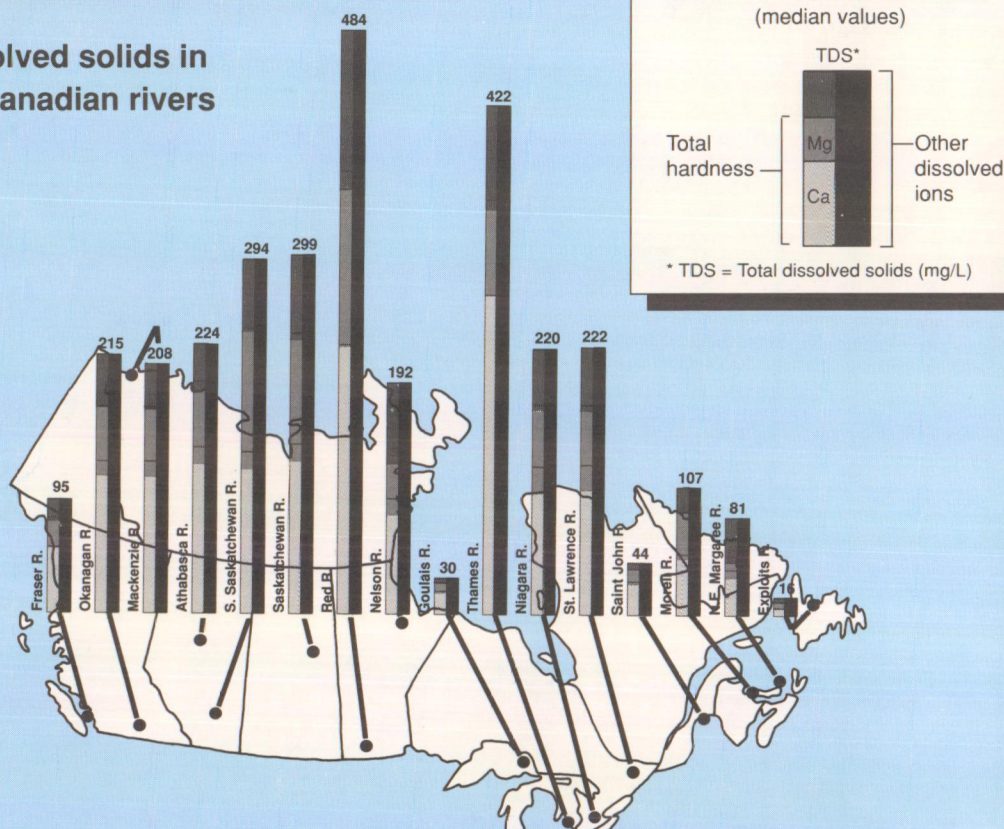 olved solids in
anadian rivers
(median values)
TDS*
Total
hardness
Mg
Ca
Other
dissolved
ions
* TDS = Total dissolved solids (mg/L)
484
422
294
299
224
215
208
192
220
222
95
107
81
44
30
16
Fraser R.
Okanagan R.
Mackenzie R.
Athabasca R.
S. Saskatchewan R.
Saskatchewan R.
Red R.
Nelson R.
Goulais R.
Thames R.
Niagara R.
St. Lawrence R.
Saint John R.
Morell R.
N.E. Margaree R.
Exploits R.